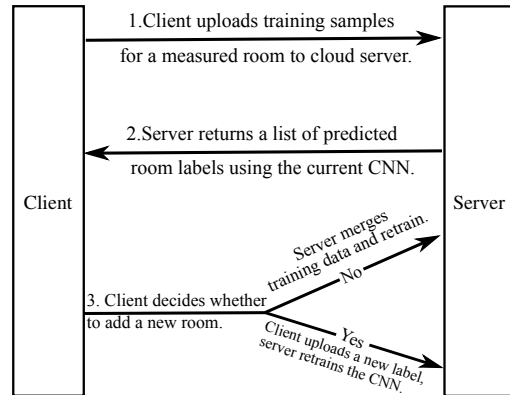 1.Client uploads training samples
for a measured room to cloud server.
2.Server returns a list of predicted
room labels using the current CNN.
Client
Server
Server merges
training data and retrain.
No
3. Client decides whether
to add a new room.
Yes
Client uploads a new label,
server retrains the CNN.